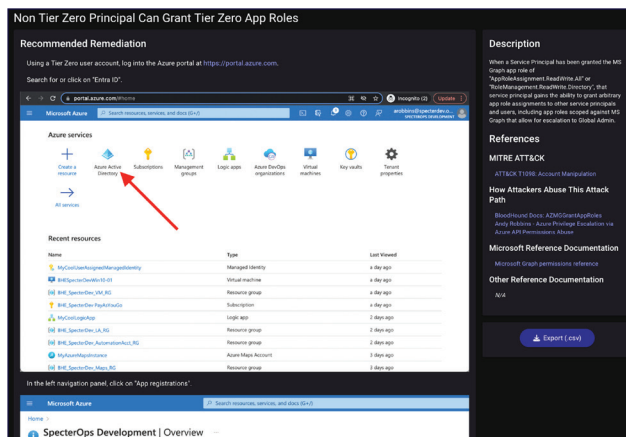 Non Tier Zero Principal Can Grant Tier Zero App Roles
Recommended Remediation
Using a Tier Zero user account, log into the Azure portal at https://portal.azure.com.
Search for or click on "Entra ID".
portal.azure.com/#home
Incognito (2)
Update
Microsoft Azure
Search resources, services, and docs (G+/)
arobbins@specterdev.o...
SPECTEROPS DEVELOPMENT
Azure services
Create a resource
Azure Active Directory
Subscriptions
Management groups
Logic apps
Azure DevOps organizations
Virtual machines
Key vaults
Tenant properties
All services
Recent resources
Name Type Last Viewed
MyCoolUserAssignedManagedIdentity Managed Identity a day ago
BHESpecterDevWin10-01 Virtual machine a day ago
BHE_SpecterDev_VM_RG Resource group a day ago
BHE_SpecterDev PayAsYouGo Subscription a day ago
MyCoolLogicApp Logic app 2 days ago
BHE_SpecterDev_LA_RG Resource group 2 days ago
BHE_SpecterDev_AutomationAcct_RG Resource group 2 days ago
MyAzureMapsInstance Azure Maps Account 3 days ago
BHE_SpecterDev_Maps_RG Resource group 3 days ago
In the left navigation panel, click on "App registrations".
Microsoft Azure
Search resources, services, and docs (G+/)
Home >
SpecterOps Development | Overview ...
Description
When a Service Principal has been granted the MS
Graph app role of
"AppRoleAssignment.ReadWrite.All" or
"RoleManagement.ReadWrite.Directory", that
service principal gains the ability to grant arbitrary
app role assignments to other service principals
and users, including app roles scoped against MS
Graph that allow for escalation to Global Admin.
References
MITRE ATT&CK
ATT&CK T1098: Account Manipulation
How Attackers Abuse This Attack
Path
BloodHound Docs: AZMGGrantAppRoles
Andy Robbins - Azure Privilege Escalation via
Azure API Permissions Abuse
Microsoft Reference Documentation
Microsoft Graph permissions reference
Other Reference Documentation
N/A
Export (.csv)